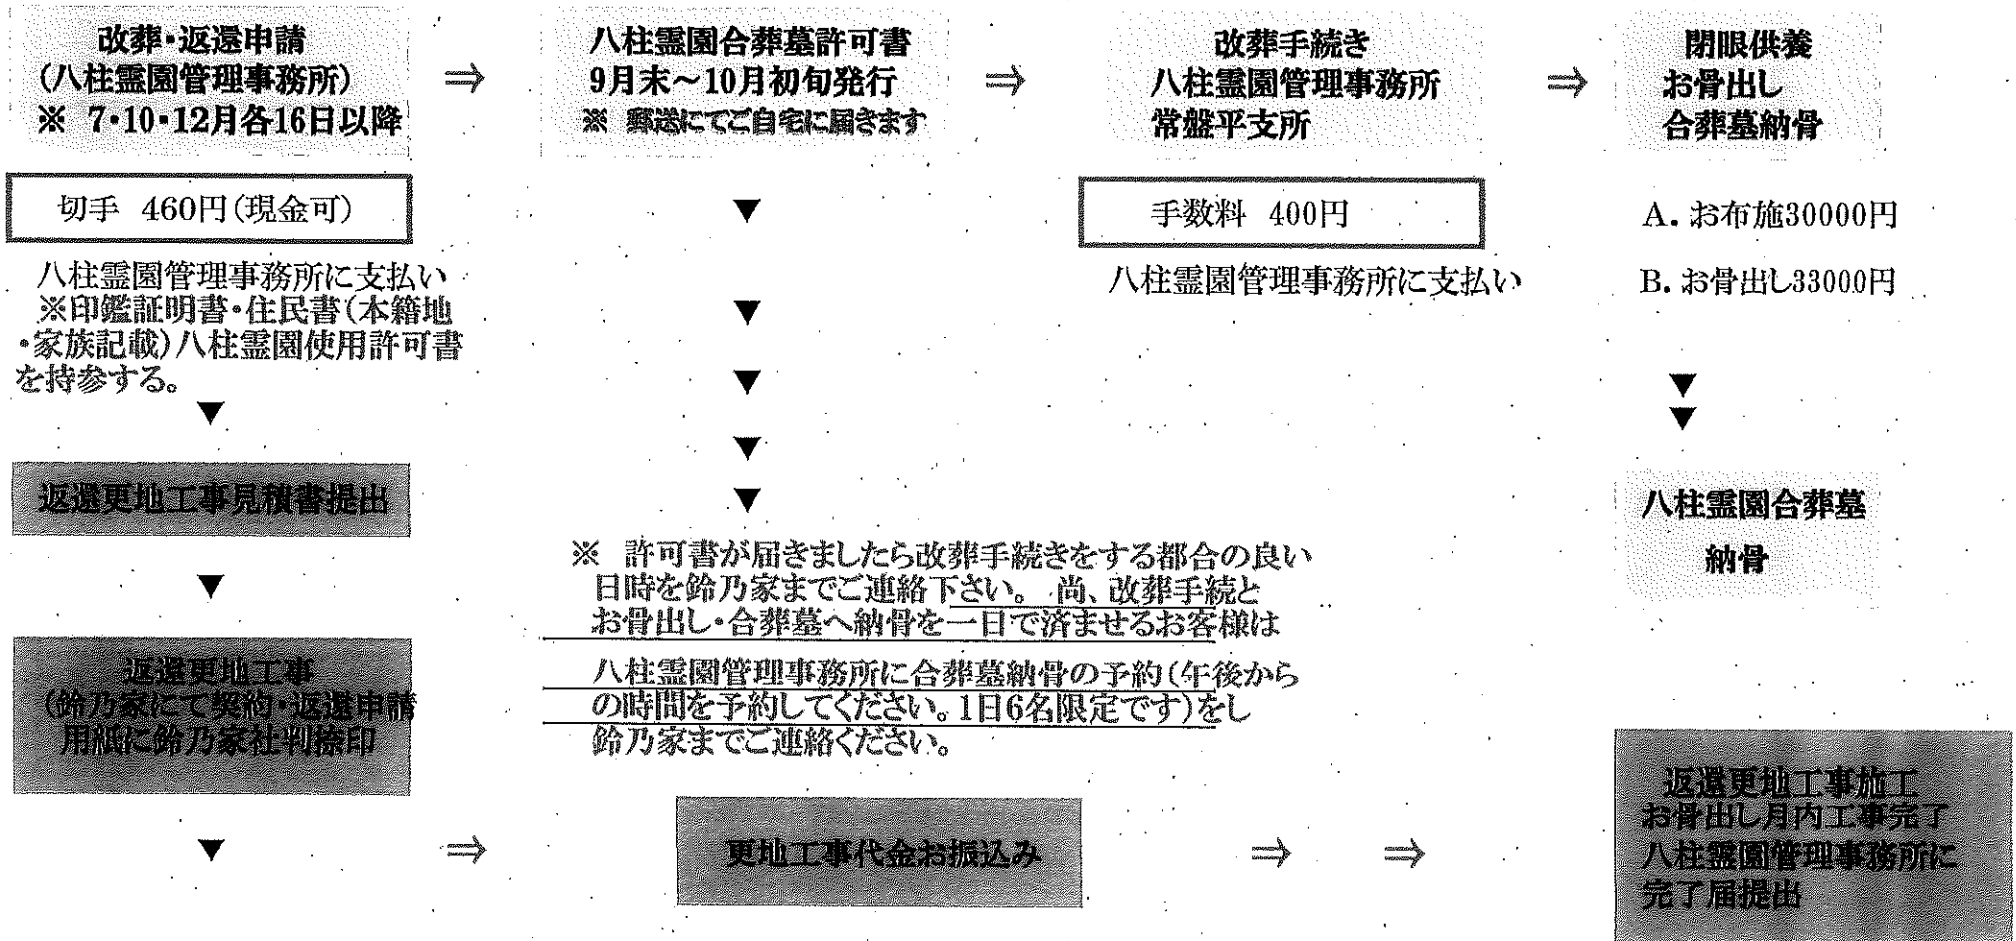 改葬・返還申請
(八柱霊園管理事務所)
※ 7・10・12月各16日以降
⇒
八柱霊園合葬墓許可書
9月末～10月初旬発行
※ 郵送にてご自宅に届きます
⇒
改葬手続き
八柱霊園管理事務所
常盤平支所
⇒
閉眼供養
お骨出し
合葬墓納骨
切手 460円(現金可)
八柱霊園管理事務所に支払い
※印鑑証明書・住民書(本籍地
・家族記載)八柱霊園使用許可書
を持参する。
▼
返還更地工事見積書提出
▼
返還更地工事
(鈴乃家にて契約・返還申請
用紙に鈴乃家社判捺印
▼
⇒
▼
▼
▼
▼
▼
※ 許可書が届きましたら改葬手続きをする都合の良い
日時を鈴乃家までご連絡下さい。 尚、改葬手続と
お骨出し・合葬墓へ納骨を一日で済ませるお客様は
八柱霊園管理事務所に合葬墓納骨の予約(午後から
の時間を予約してください。1日6名限定です)をし
鈴乃家までご連絡ください。
更地工事代金お振込み
⇒
⇒
手数料 400円
八柱霊園管理事務所に支払い
A. お布施30000円
B. お骨出し33000円
▼
▼
八柱霊園合葬墓
納骨
返還更地工事施工
お骨出し月内工事完了
八柱霊園管理事務所に
完了届提出